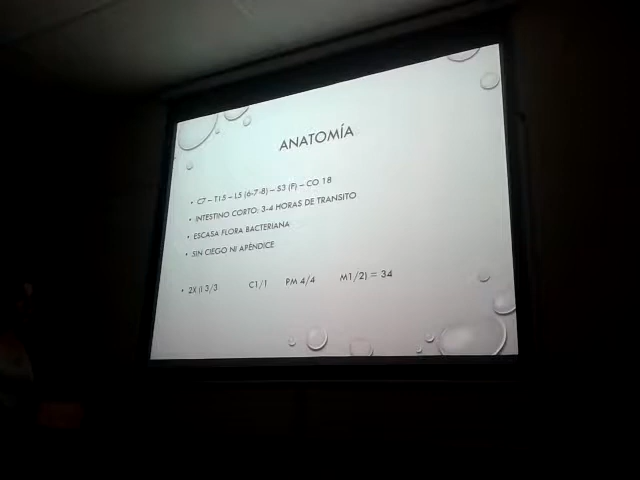 ANATOMÍA
• C7 – T15 – L5 (6-7-8) – S3 (F) – CO 18
• INTESTINO CORTO: 3-4 HORAS DE TRANSITO
• ESCASA FLORA BACTERIANA
• SIN CIEGO NI APÉNDICE
• 2X (I 3/3 C1/1 PM 4/4 M1/2) = 34